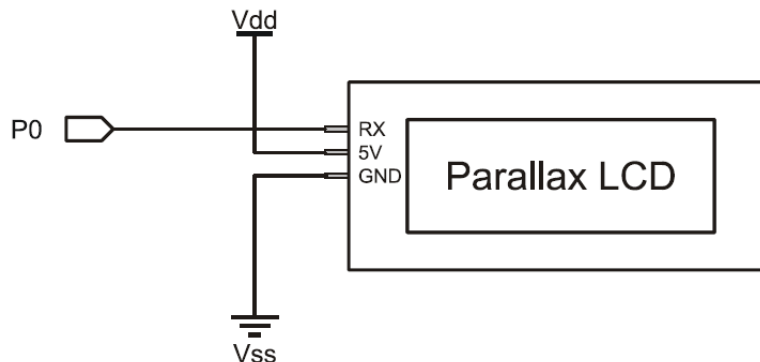 Vdd
P0
RX
5V
GND
Parallax LCD
Vss